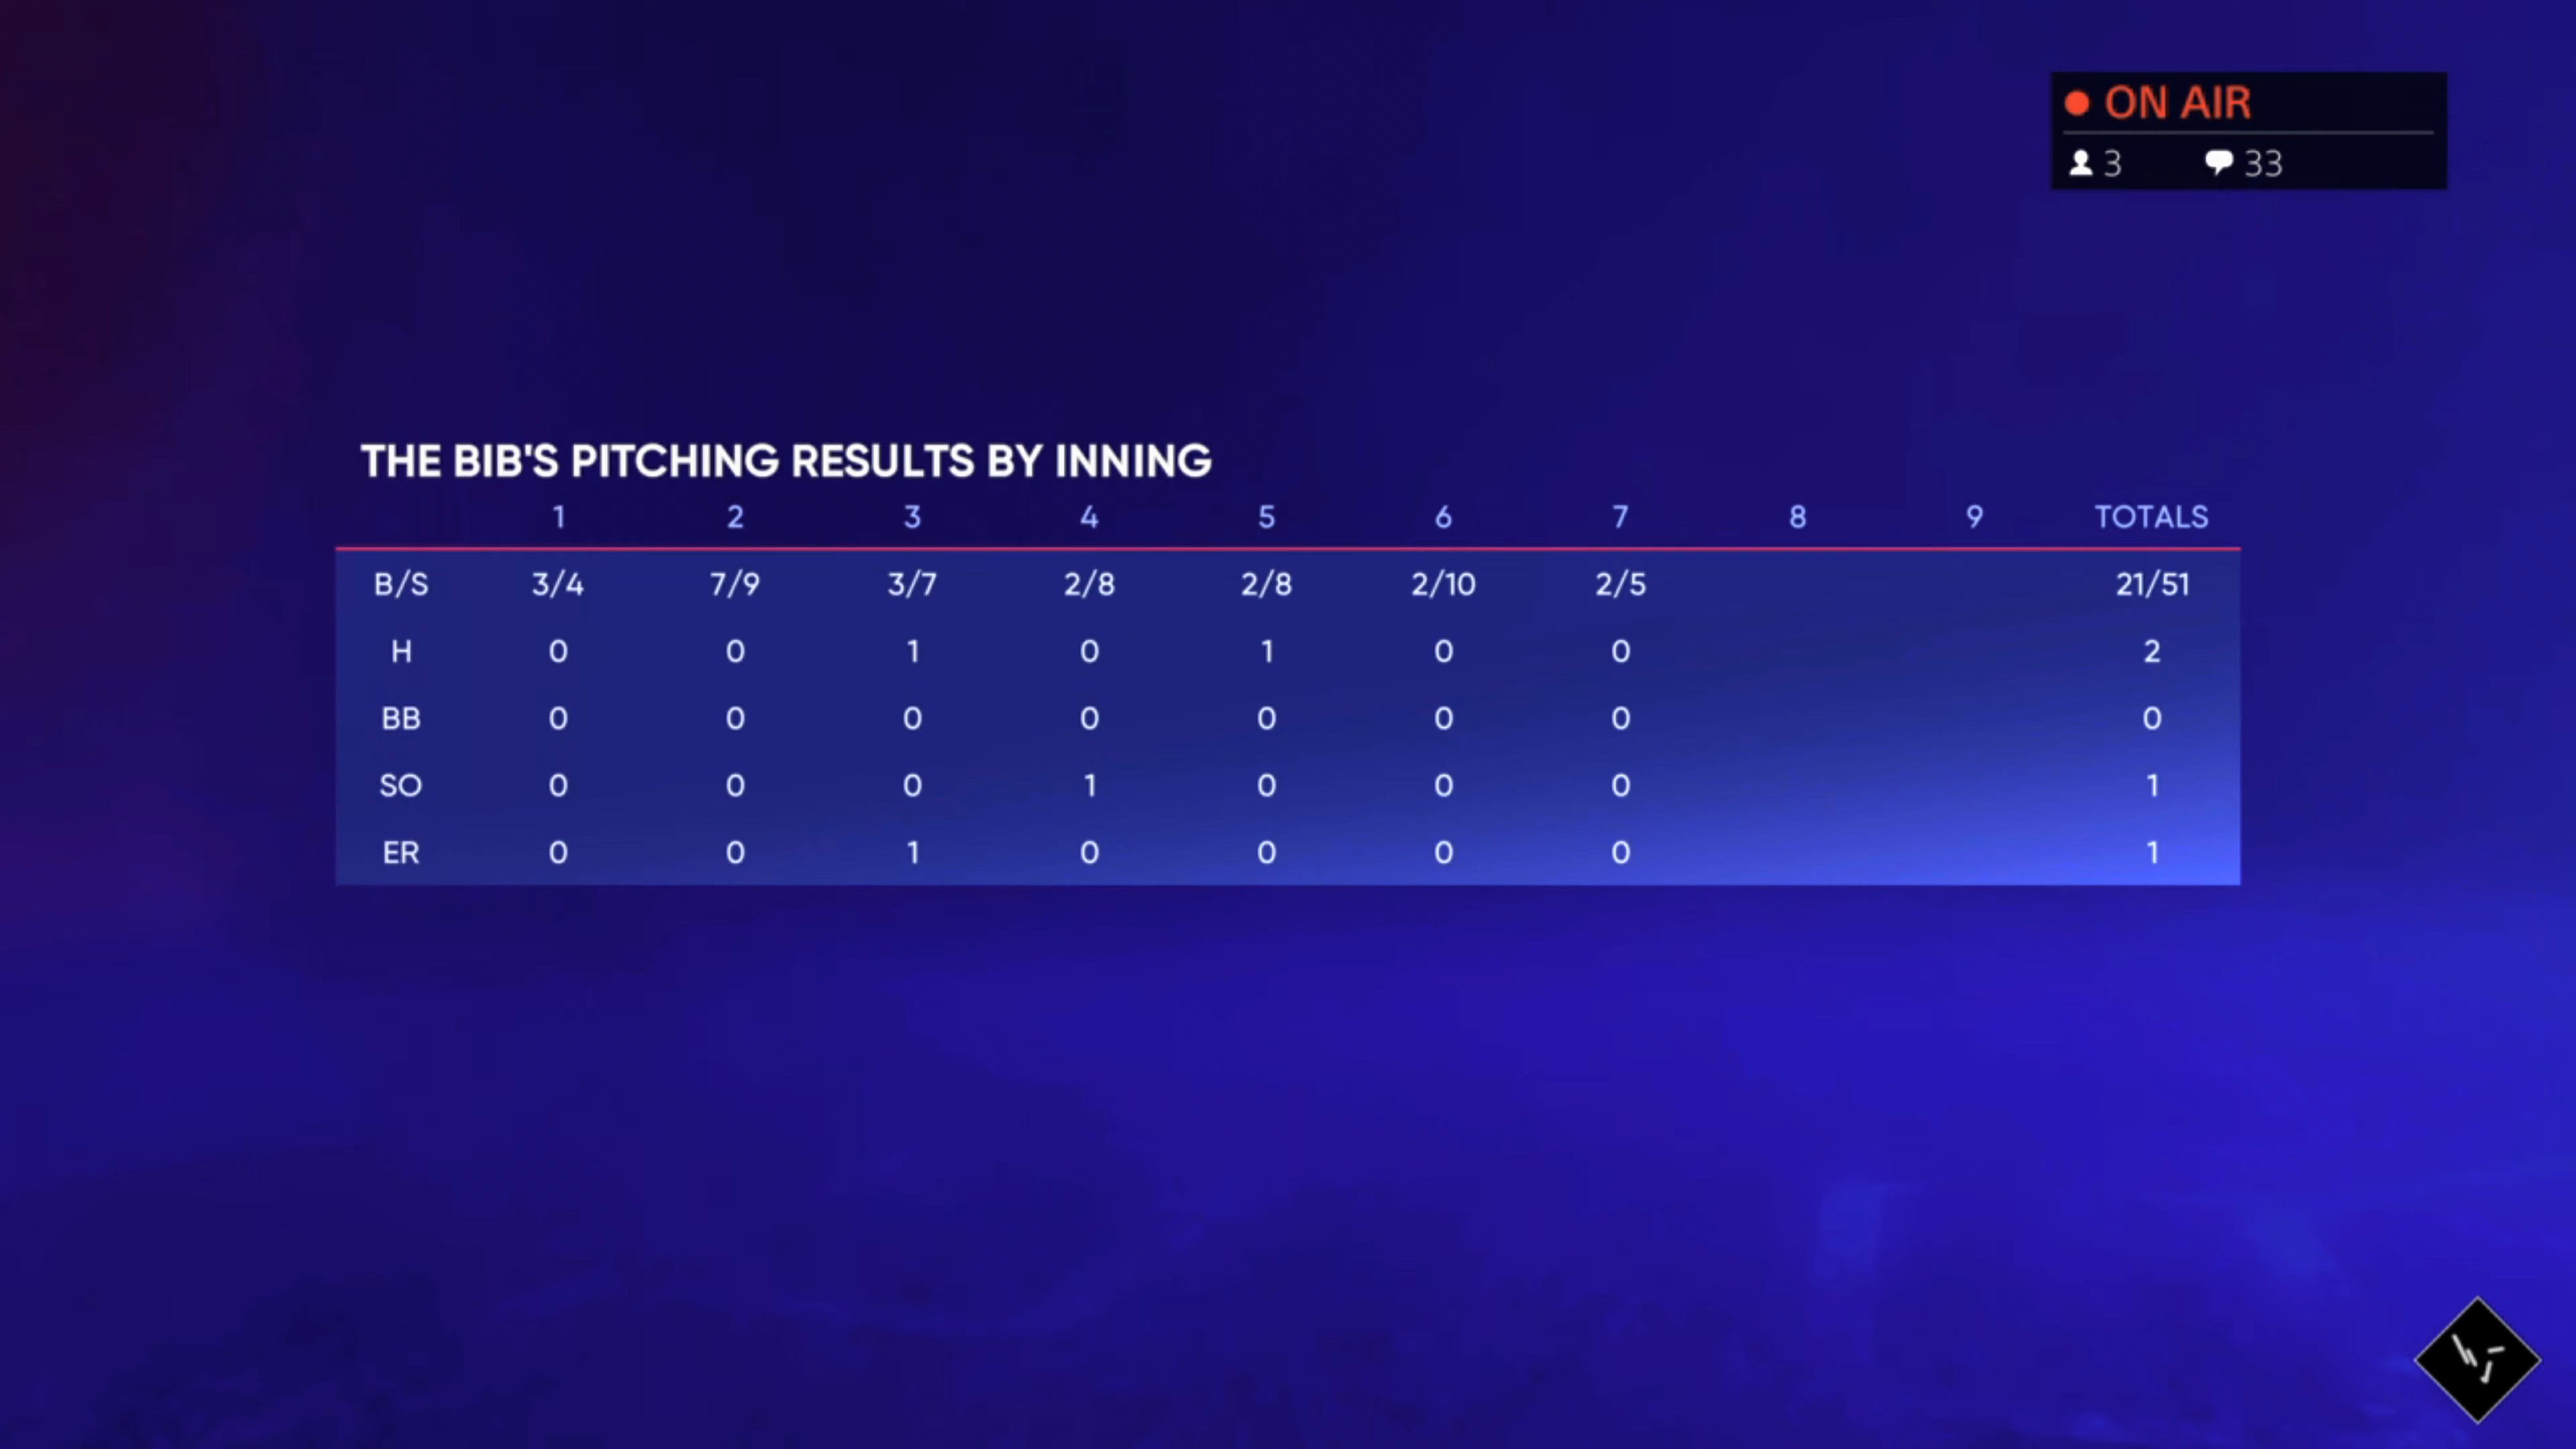 ON AIR
3 33
THE BIB'S PITCHING RESULTS BY INNING
1 2 3 4 5 6 7 8 9 TOTALS
B/S 3/4 7/9 3/7 2/8 2/8 2/10 2/5 21/51
H 0 0 1 0 1 0 0 2
BB 0 0 0 0 0 0 0 0
SO 0 0 0 1 0 0 0 1
ER 0 0 1 0 0 0 0 1